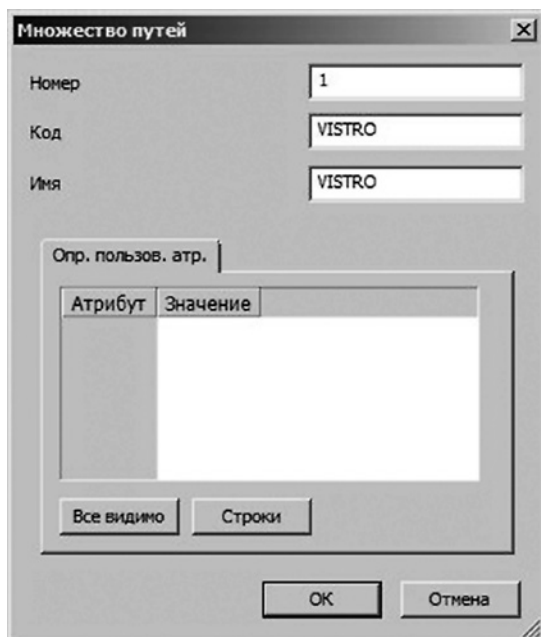 Множество путей
Номер 1
Код VISTRO
Имя VISTRO
Опр. пользов. атр.
Атрибут Значение
Все видимо Строки
OK Отмена